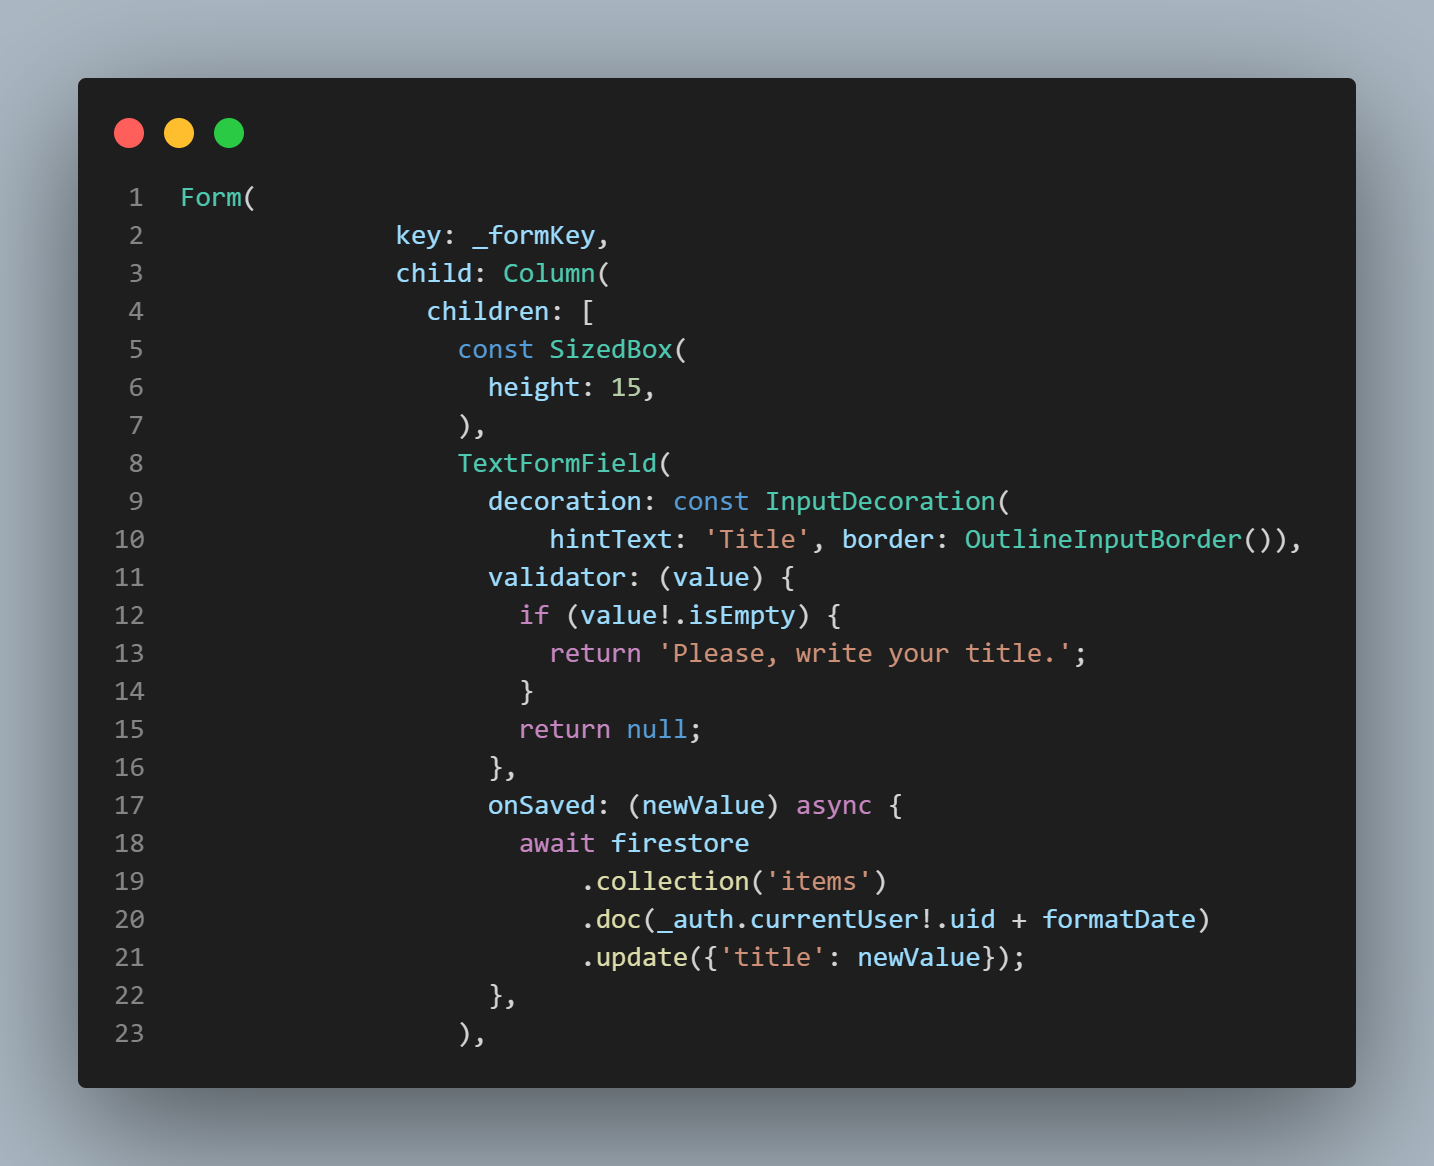 1 Form(
2 key: _formKey,
3 child: Column(
4 children: [
5 const SizedBox(
6 height: 15,
7 ),
8 TextFormField(
9 decoration: const InputDecoration(
10 hintText: 'Title', border: OutlineInputBorder()),
11 validator: (value) {
12 if (value!.isEmpty) {
13 return 'Please, write your title.';
14 }
15 return null;
16 },
17 onSaved: (newValue) async {
18 await firestore
19 .collection('items')
20 .doc(_auth.currentUser!.uid + formatDate)
21 .update({'title': newValue});
22 },
23 ),